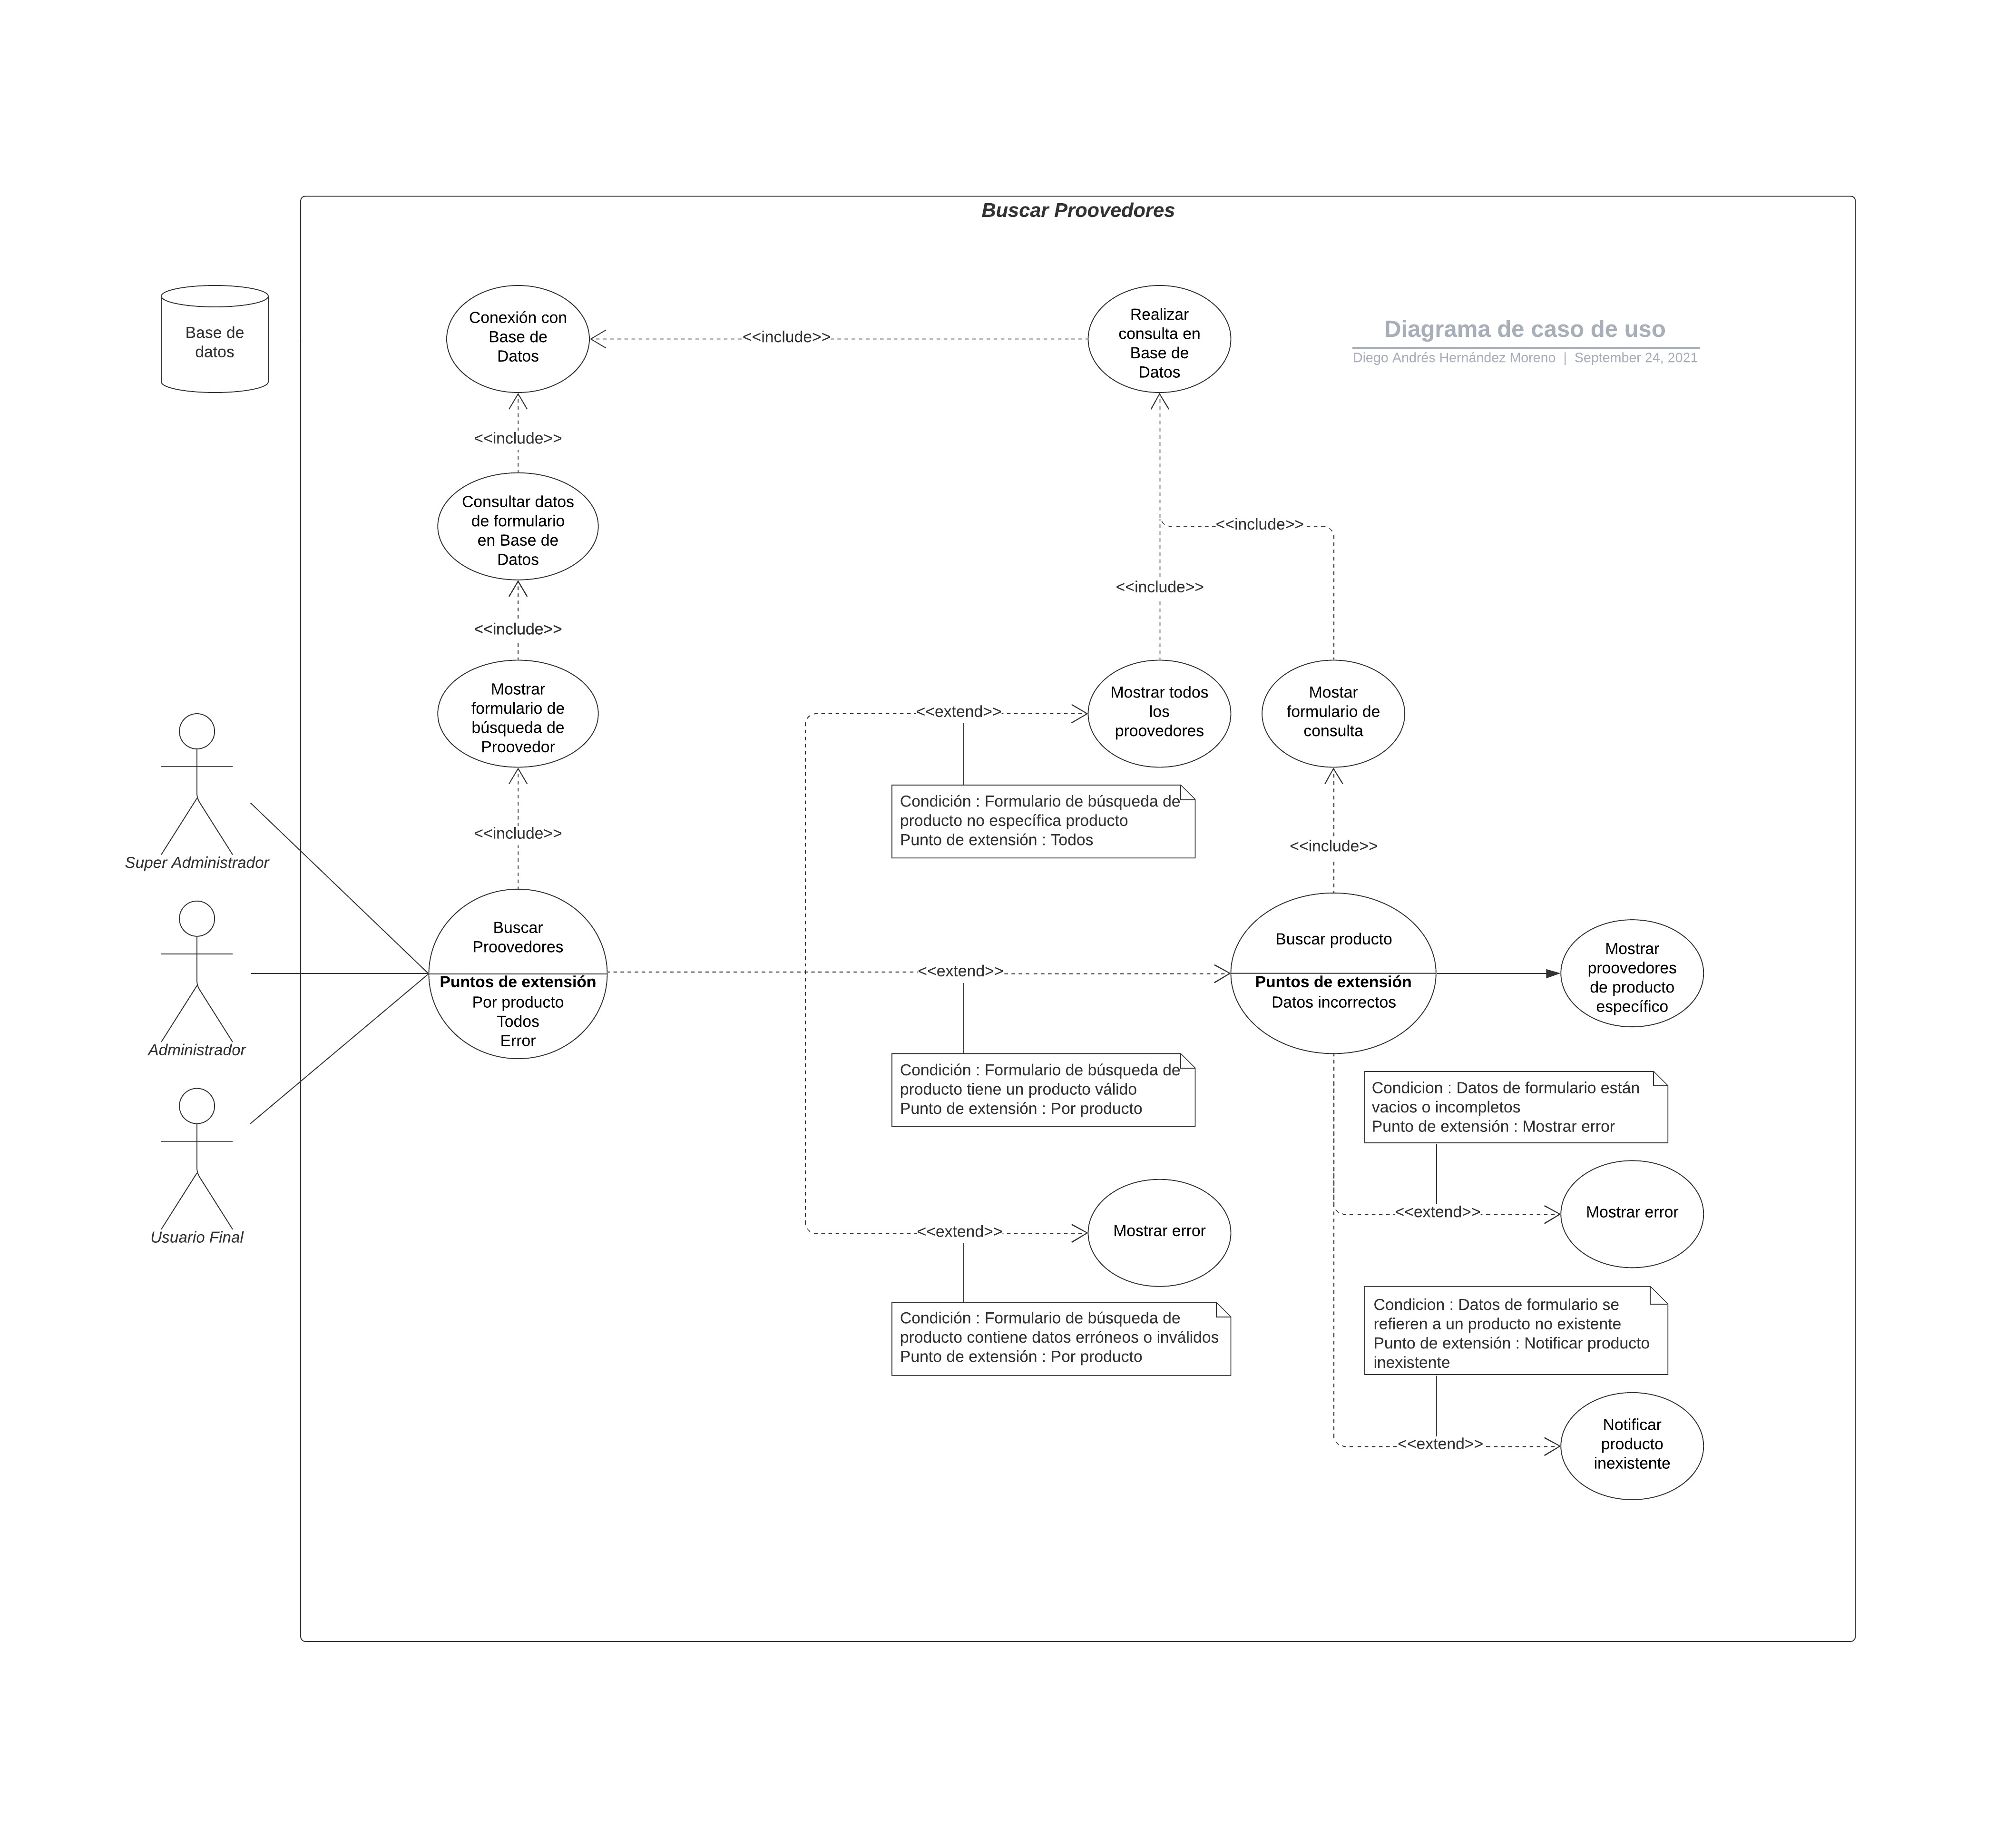 Buscar Proovedores
Base de
datos
Conexión con
Base de
Datos
<<include>>
Realizar
consulta en
Base de
Datos
Diagrama de caso de uso
Diego Andrés Hernández Moreno | September 24, 2021
<<include>>
Consultar datos
de formulario
en Base de
Datos
<<include>>
<<include>>
<<include>>
Mostrar
formulario de
búsqueda de
Proovedor
<<extend>>
Mostrar todos
los
proovedores
Mostar
formulario de
consulta
Condición : Formulario de búsqueda de
producto no específica producto
Punto de extensión : Todos
<<include>>
<<include>>
Super Administrador
Administrador
Usuario Final
Buscar
Proovedores
Puntos de extensión
Por producto
Todos
Error
<<extend>>
Buscar producto
Puntos de extensión
Datos incorrectos
Mostrar
proovedores
de producto
específico
Condición : Formulario de búsqueda de
producto tiene un producto válido
Punto de extensión : Por producto
Condicion : Datos de formulario están
vacios o incompletos
Punto de extensión : Mostrar error
<<extend>>
Mostrar error
<<extend>>
Mostrar error
Condición : Formulario de búsqueda de
producto contiene datos erróneos o inválidos
Punto de extensión : Por producto
Condicion : Datos de formulario se
refieren a un producto no existente
Punto de extensión : Notificar producto
inexistente
<<extend>>
Notificar
producto
inexistente